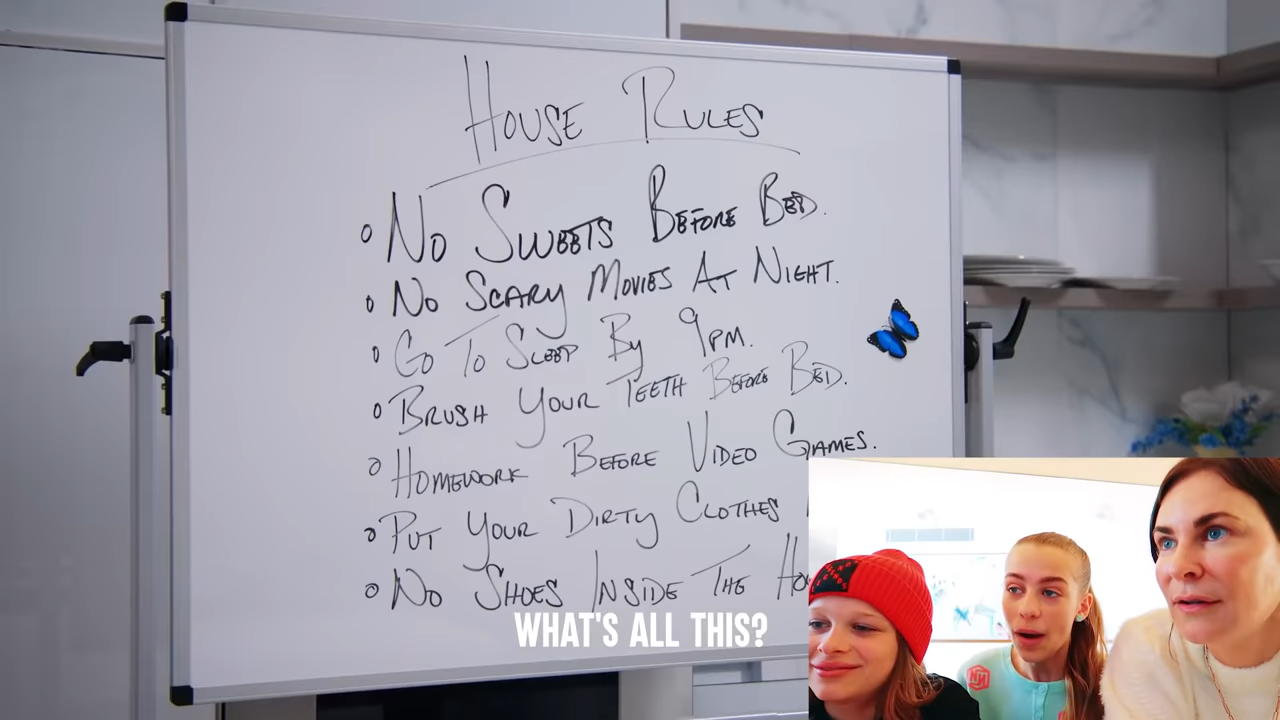 HOUSE RULES
NO SWEETS BEFORE BED.
NO SCARY MOVIES AT NIGHT.
GO TO SLEEP BY 9PM.
BRUSH YOUR TEETH BEFORE BED.
HOMEWORK BEFORE VIDEO GAMES.
PUT YOUR DIRTY CLOTHES
NO SHOES INSIDE THE
WHAT'S ALL THIS?